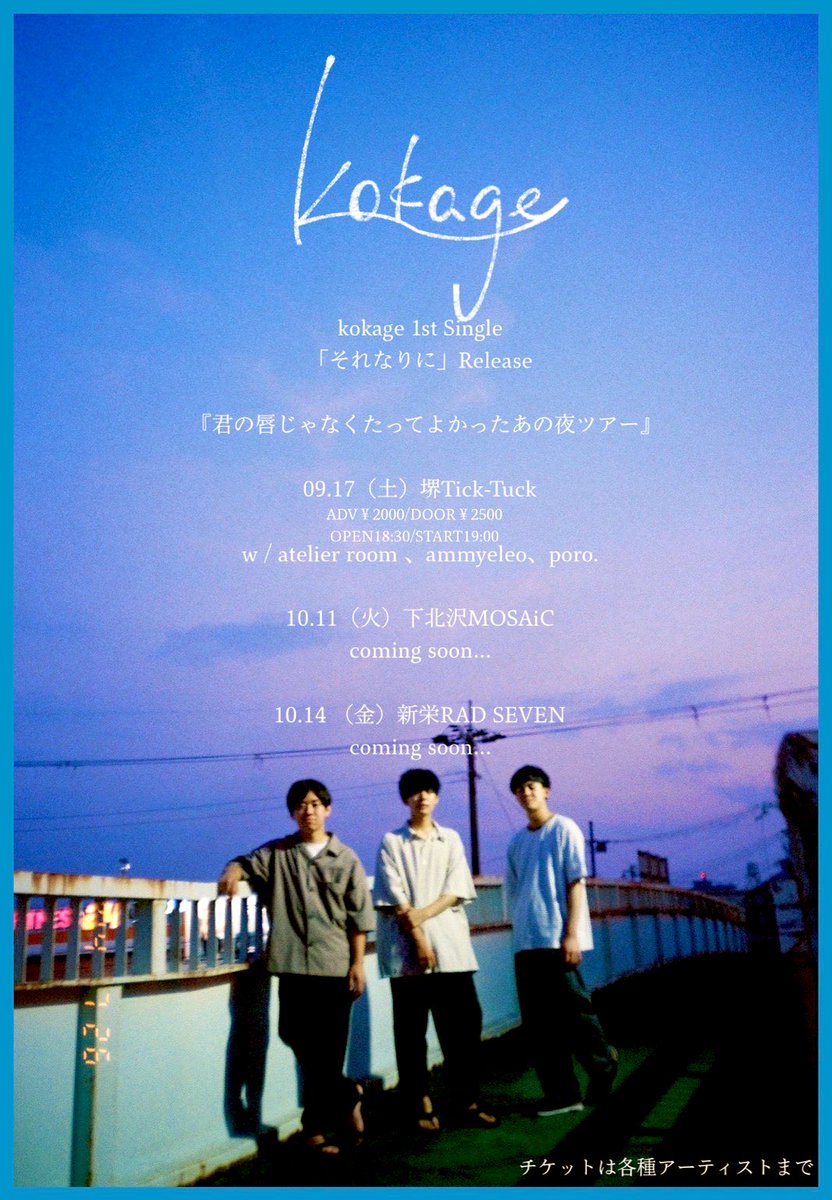 kokage
kokage 1st Single
「それなりに」Release
『君の唇じゃなくたってよかったあの夜ツアー』
09.17（土）堺Tick-Tuck
ADV￥2000/DOOR￥2500
OPEN18:30/START19:00
w / atelier room 、ammyeleo、poro.
10.11（火）下北沢MOSAiC
coming soon...
10.14 （金）新栄RAD SEVEN
coming soon...
チケットは各種アーティストまで